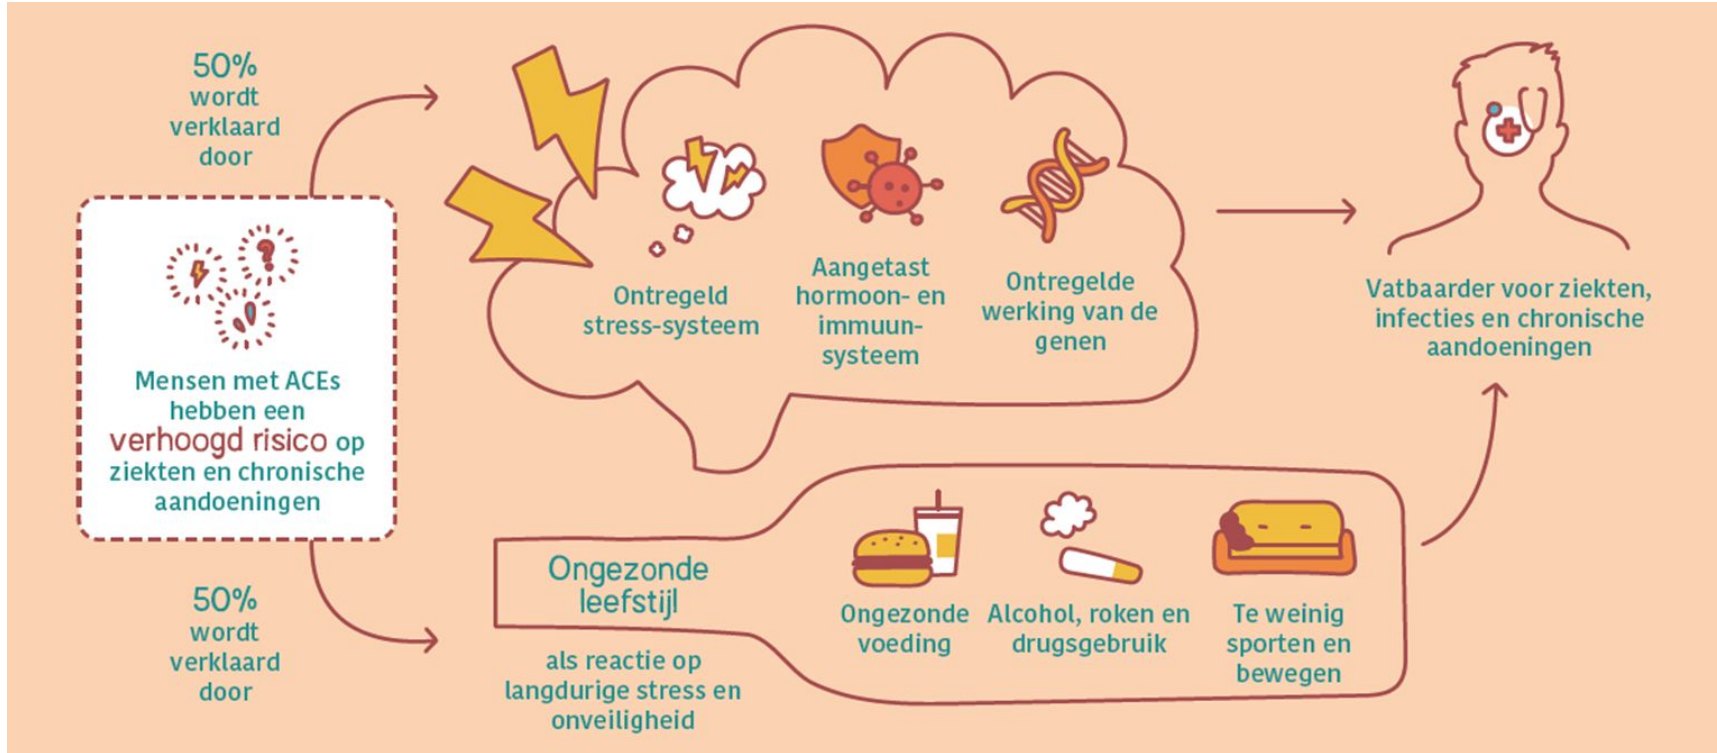 50%
wordt
verklaard
door
Mensen met ACEs
hebben een
verhoogd risico op
ziekten en chronische
aandoeningen
50%
wordt
verklaard
door
Ontregeld
stress-systeem
Aangetast
hormoon- en
immuun-
systeem
Ontregelde
werking van de
genen
Vatbaarder voor ziekten,
infecties en chronische
aandoeningen
Ongezonde
leefstijl
als reactie op
langdurige stress en
onveiligheid
Ongezonde
voeding
Alcohol, roken en
drugsgebruik
Te weinig
sporten en
bewegen